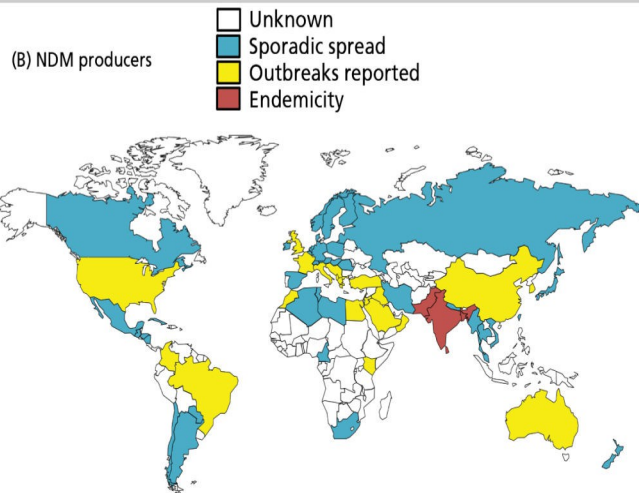 Unknown
Sporadic spread
(B) NDM producers
Outbreaks reported
Endemicity